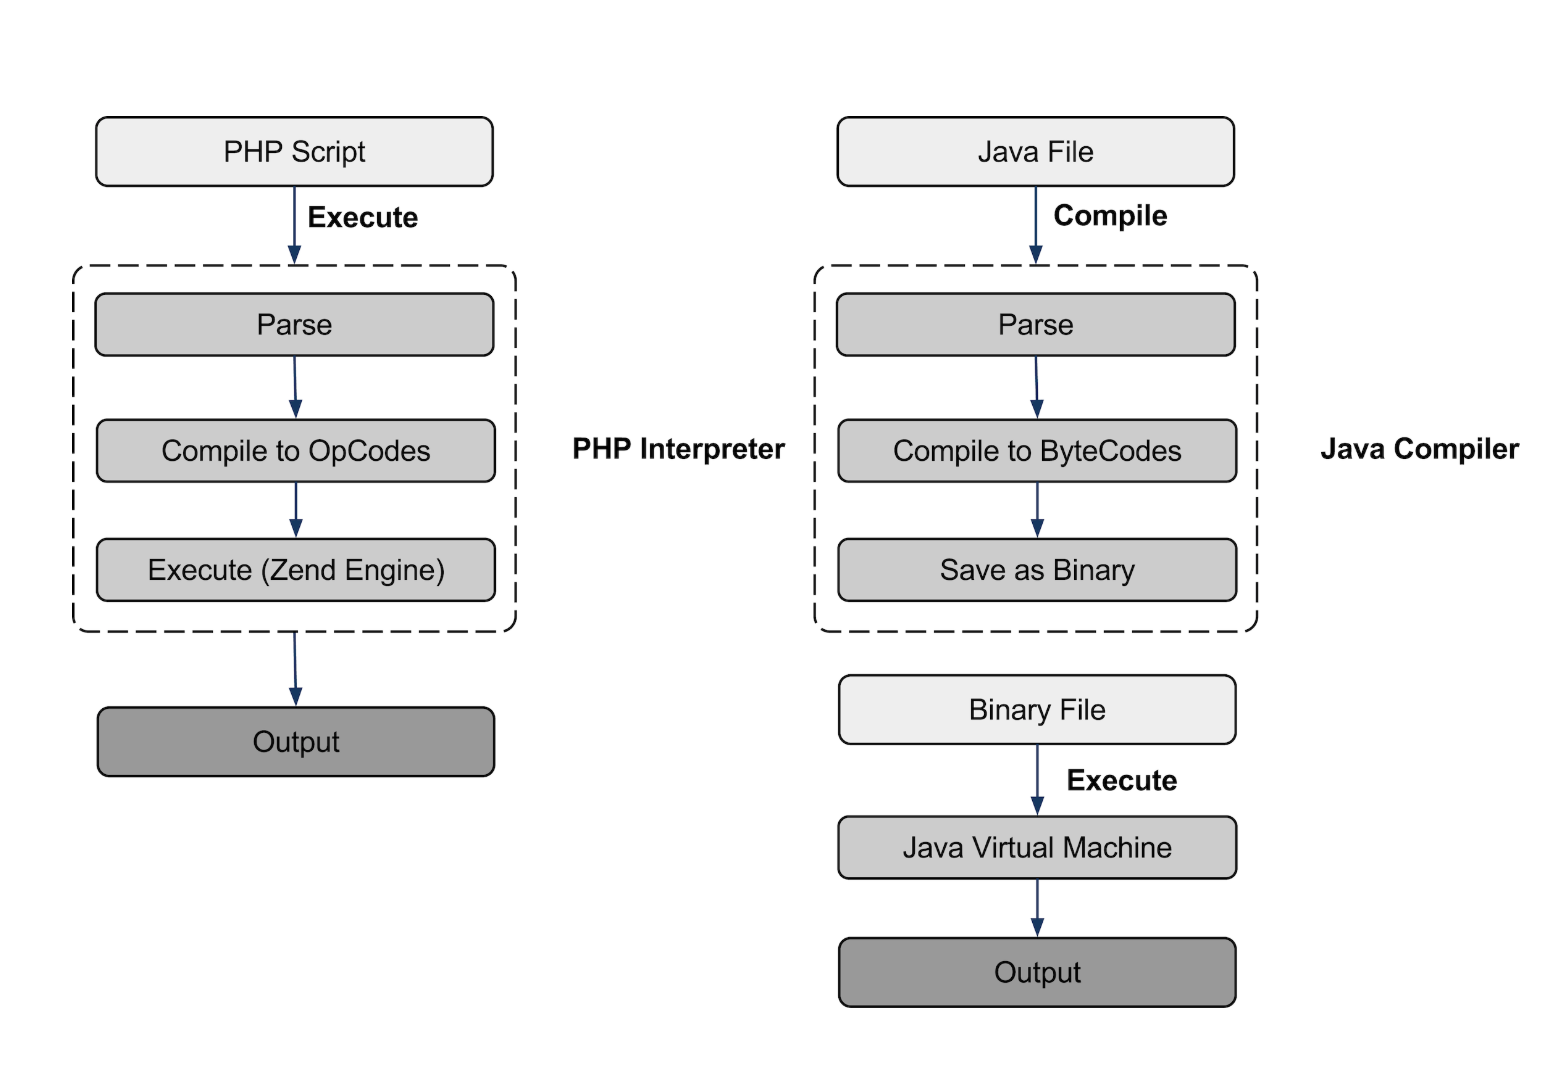 PHP Script
Execute
Parse
Compile to OpCodes
Execute (Zend Engine)
PHP Interpreter
Output
Java File
Compile
Parse
Compile to ByteCodes
Save as Binary
Java Compiler
Binary File
Execute
Java Virtual Machine
Output